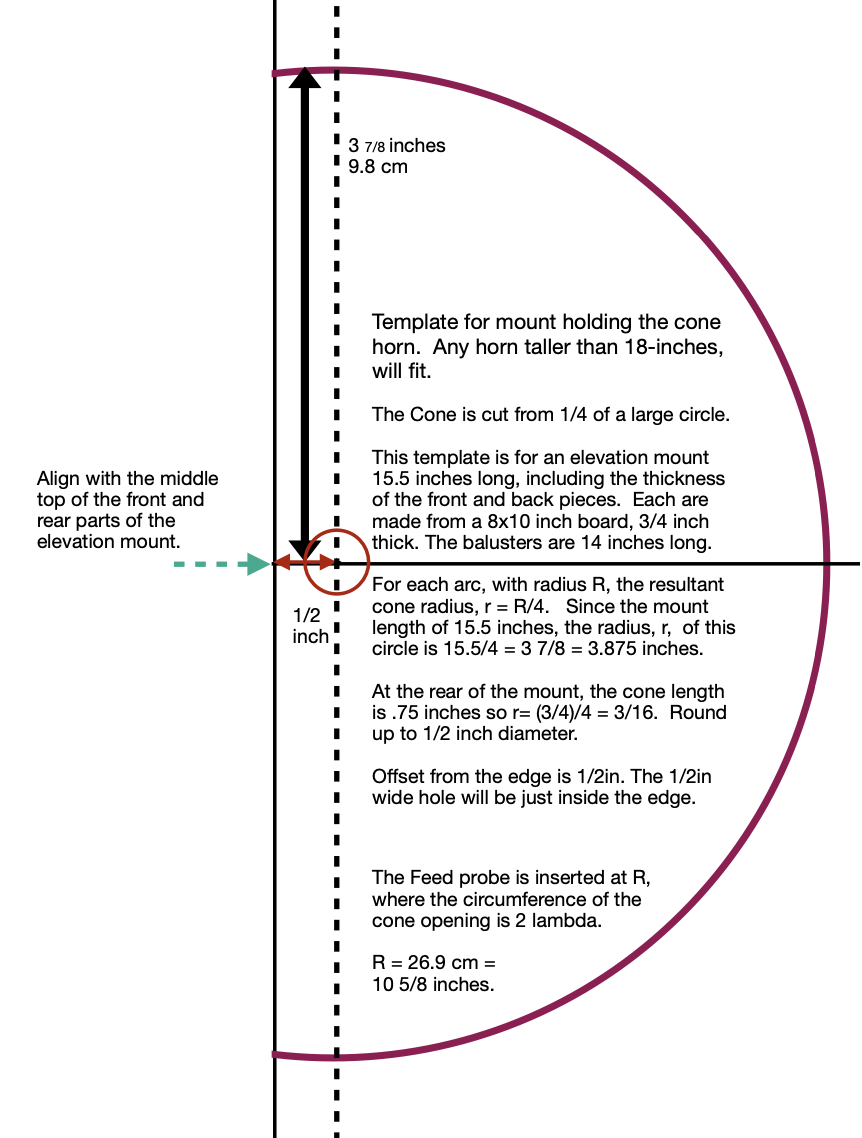 3 7/8 inches
9.8 cm
Template for mount holding the cone
horn.  Any horn taller than 18-inches,
will fit.
The Cone is cut from 1/4 of a large circle.
This template is for an elevation mount
15.5 inches long, including the thickness
of the front and back pieces.  Each are
made from a 8x10 inch board, 3/4 inch
thick. The balusters are 14 inches long.
Align with the middle
top of the front and
rear parts of the
elevation mount.
1/2
inch
For each arc, with radius R, the resultant
cone radius, r = R/4.   Since the mount
length of 15.5 inches, the radius, r,  of this
circle is 15.5/4 = 3 7/8 = 3.875 inches.
At the rear of the mount, the cone length
is .75 inches so r= (3/4)/4 = 3/16.  Round
up to 1/2 inch diameter.
Offset from the edge is 1/2in. The 1/2in
wide hole will be just inside the edge.
The Feed probe is inserted at R,
where the circumference of the
cone opening is 2 lambda.
R = 26.9 cm =
10 5/8 inches.